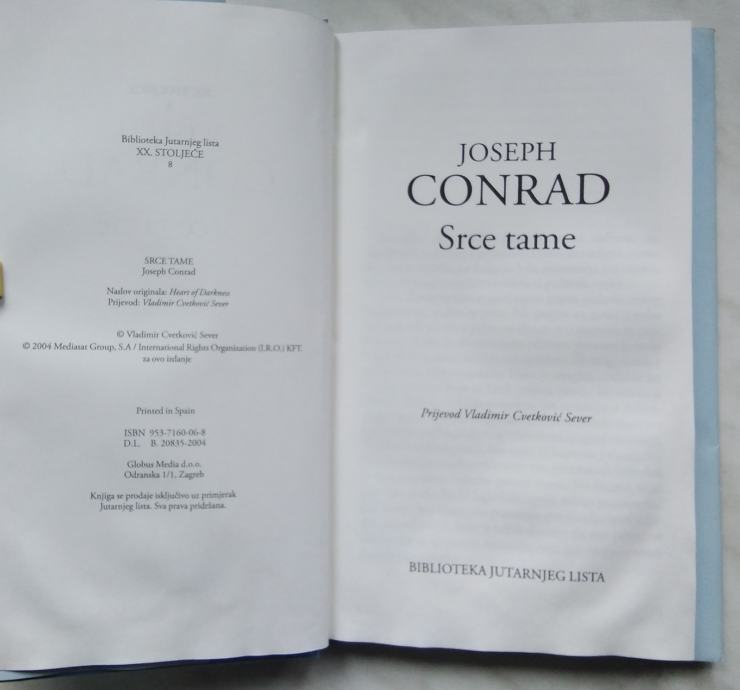 Biblioteka Jutarnjeg lista
XX. STOLJEĆE
8
SRCE TAME
Joseph Conrad
Naslov originala: Heart of Darkness
Prijevod: Vladimir Cvetković Sever
© Vladimir Cvetković Sever
© 2004 Mediasat Group, S.A / International Rights Organization (I.R.O.) KFT.
za ovo izdanje
Printed in Spain
ISBN 953-7160-06-8
D.L. B. 20835-2004
Globus Media d.o.o.
Odranska 1/1, Zagreb
Knjiga se prodaje isključivo uz primjerak
Jutarnjeg lista. Sva prava pridržana.
JOSEPH
CONRAD
Srce tame
Prijevod Vladimir Cvetković Sever
BIBLIOTEKA JUTARNJEG LISTA